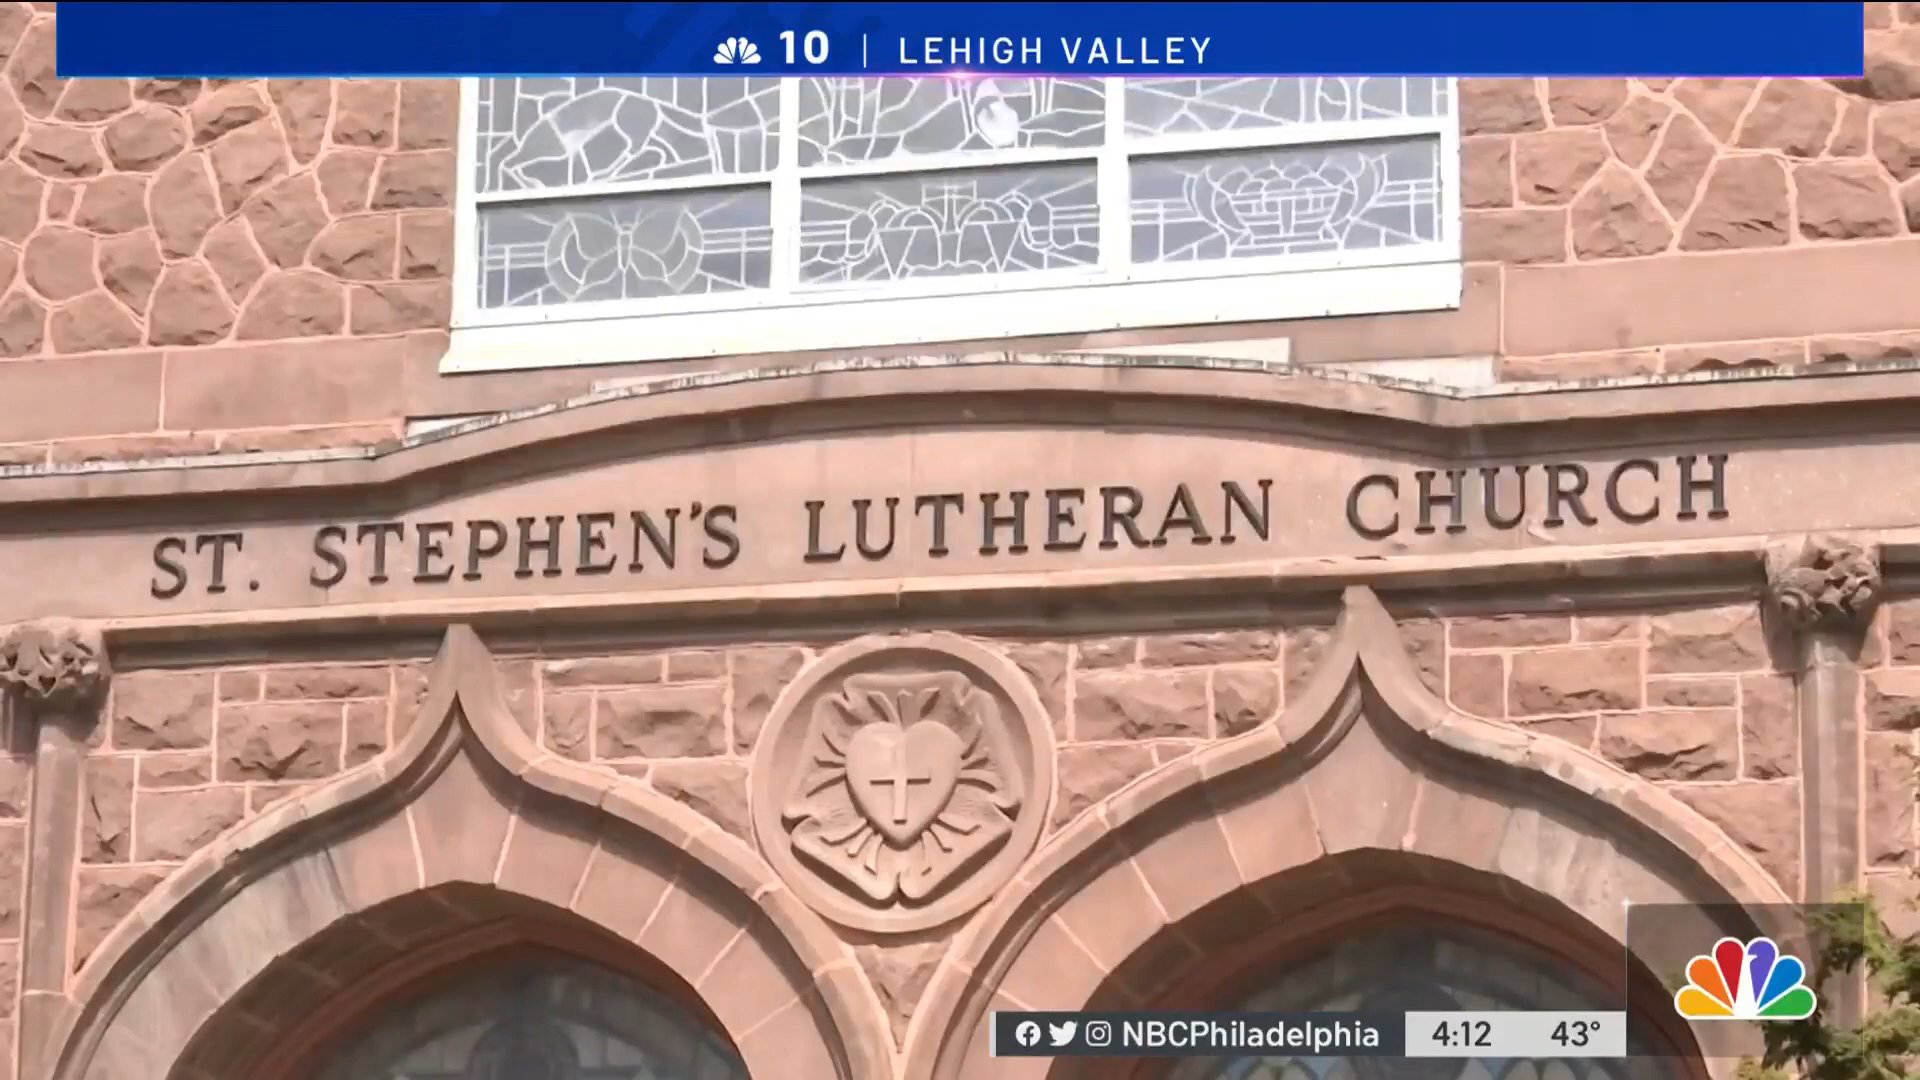 10 | LEHIGH VALLEY
ST. STEPHEN'S LUTHERAN CHURCH
NBCPhiladelphia 4:12 43°